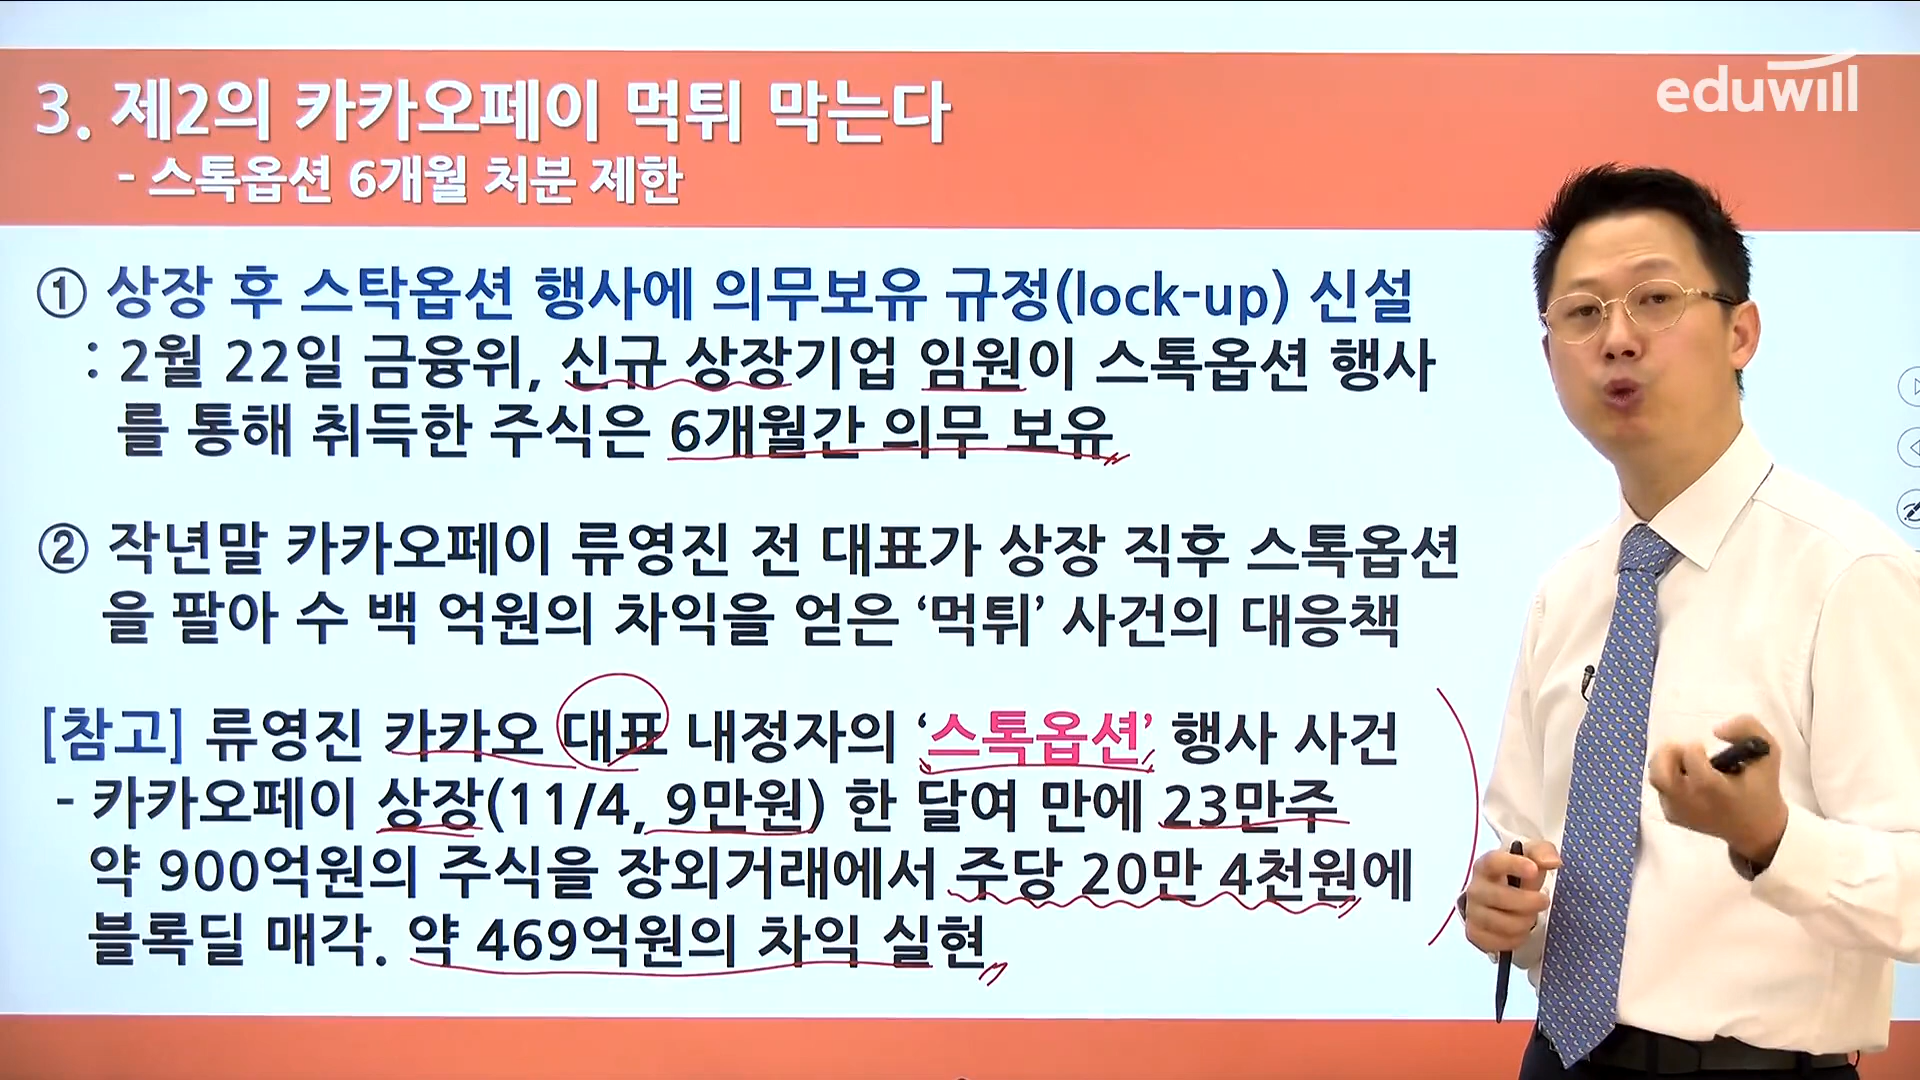 eduwill
3. 제2의 카카오페이 먹튀 막는다
- 스톡옵션 6개월 처분 제한
① 상장 후 스탁옵션 행사에 의무보유 규정(lock-up) 신설
: 2월 22일 금융위, 신규 상장기업 임원이 스톡옵션 행사
를 통해 취득한 주식은 6개월간 의무 보유
② 작년말 카카오페이 류영진 전 대표가 상장 직후 스톡옵션
을 팔아 수 백 억원의 차익을 얻은 ‘먹튀’ 사건의 대응책
[참고] 류영진 카카오 대표 내정자의 ‘스톡옵션’ 행사 사건
- 카카오페이 상장(11/4, 9만원) 한 달여 만에 23만주
약 900억원의 주식을 장외거래에서 주당 20만 4천원에
블록딜 매각. 약 469억원의 차익 실현